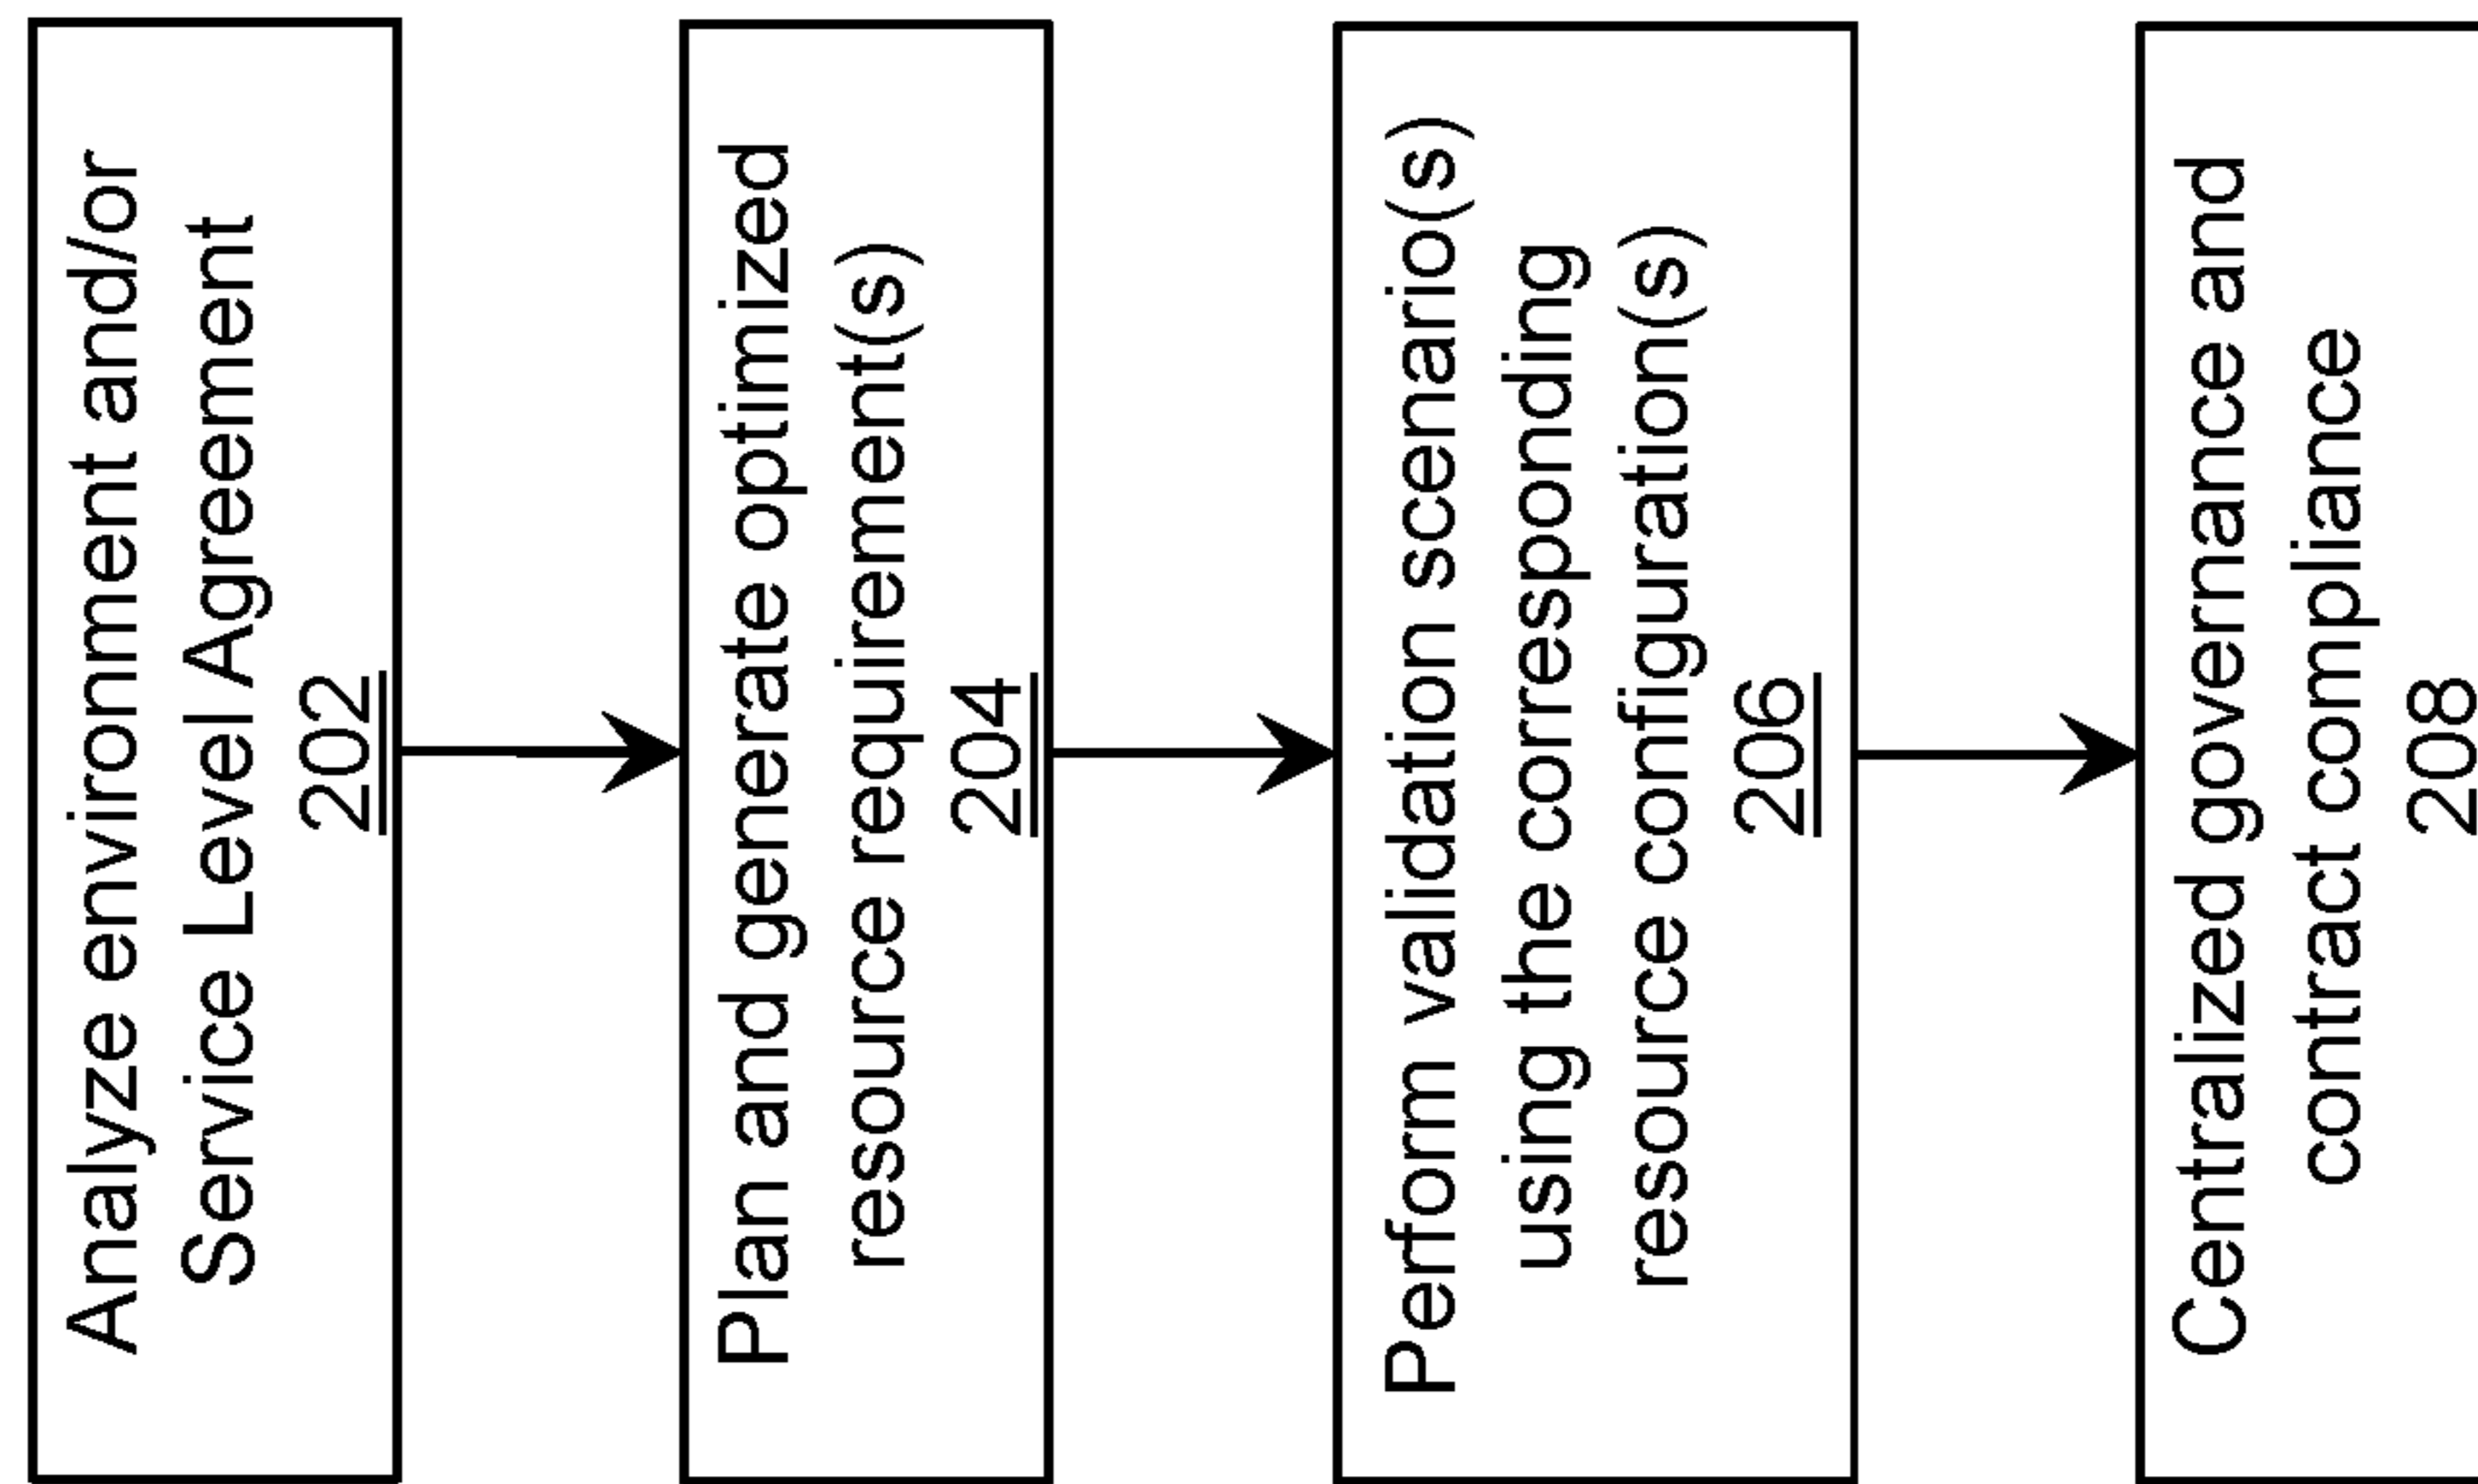 Analyze environment and/or
Service Level Agreement
202
Plan and generate optimized
resource requirement(s)
204
Perform validation scenario(s)
using the corresponding
resource configuration(s)
206
Centralized governance and
contract compliance
208